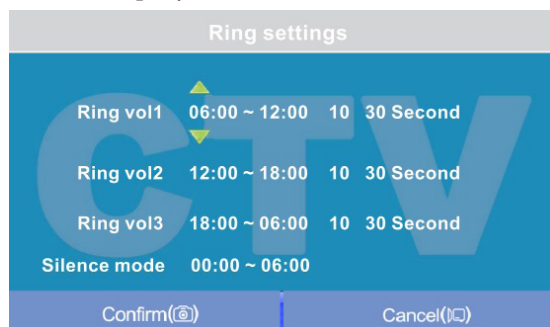 Ring settings
Ring vol1 06:00 ~ 12:00 10 30 Second
Ring vol2 12:00 ~ 18:00 10 30 Second
Ring vol3 18:00 ~ 06:00 10 30 Second
Silence mode 00:00 ~ 06:00
Confirm() Cancel()
CTV